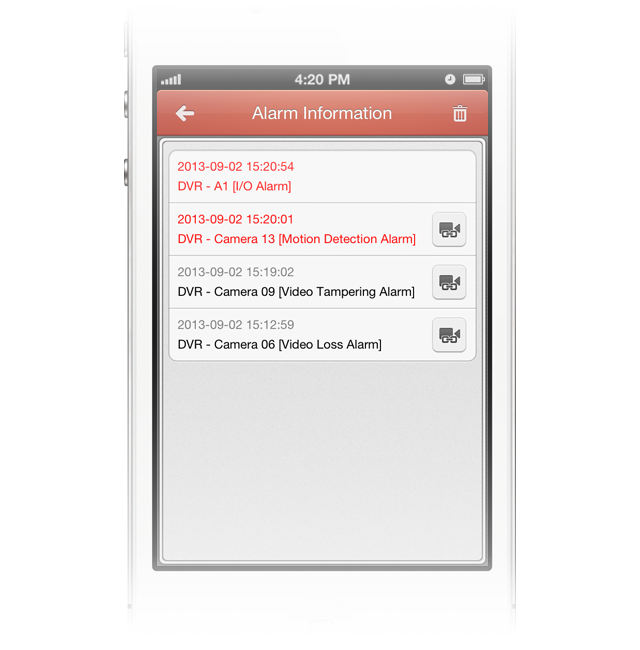 4:20 PM
Alarm Information
2013-09-02 15:20:54
DVR - A1 [I/O Alarm]
2013-09-02 15:20:01
DVR - Camera 13 [Motion Detection Alarm]
2013-09-02 15:19:02
DVR - Camera 09 [Video Tampering Alarm]
2013-09-02 15:12:59
DVR - Camera 06 [Video Loss Alarm]